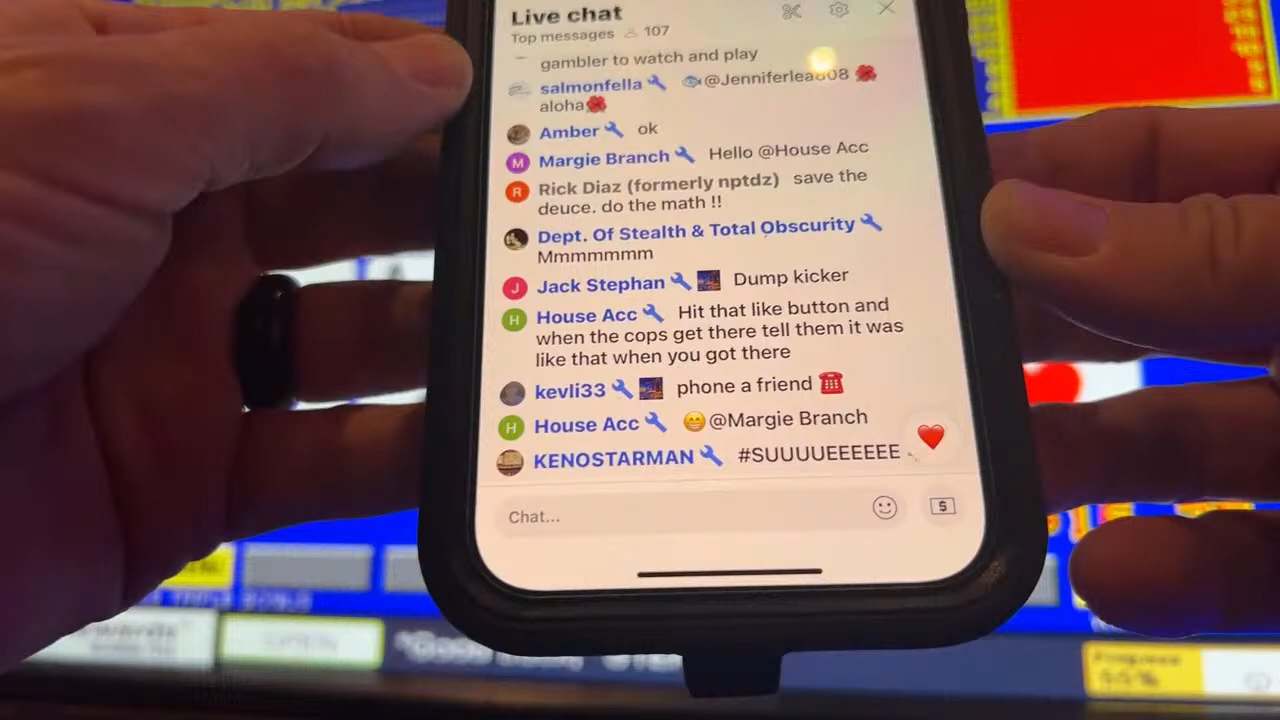 Live chat
Top messages 107
gambler to watch and play
salmonfella 🔧 🐟@Jenniferlea808 🌺
aloha🌺
Amber 🔧 ok
M Margie Branch 🔧 Hello @House Acc
R Rick Diaz (formerly nptdz) save the
deuce. do the math !!
Dept. Of Stealth & Total Obscurity 🔧
Mmmmmmm
J Jack Stephan 🔧 Dump kicker
H House Acc 🔧 Hit that like button and
when the cops get there tell them it was
like that when you got there
kevli33 🔧 phone a friend ☎️
H House Acc 🔧 😁@Margie Branch
KENOSTARMAN 🔧 #SUUUUEEEEEE
Chat...
$